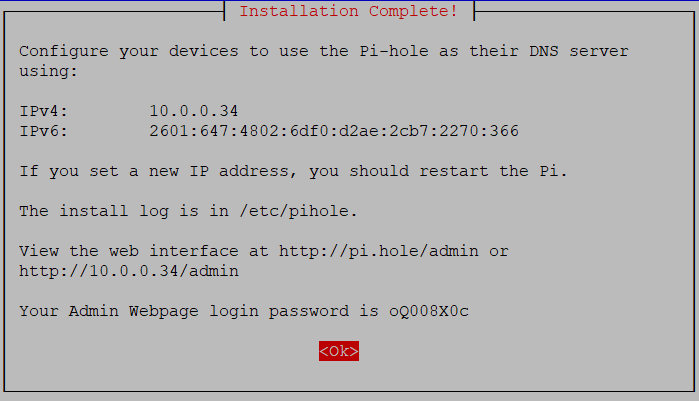 Installation Complete!
Configure your devices to use the Pi-hole as their DNS server
using:
IPv4: 10.0.0.34
IPv6: 2601:647:4802:6df0:d2ae:2cb7:2270:366
If you set a new IP address, you should restart the Pi.
The install log is in /etc/pihole.
View the web interface at http://pi.hole/admin or
http://10.0.0.34/admin
Your Admin Webpage login password is oQ008X0c
<Ok>